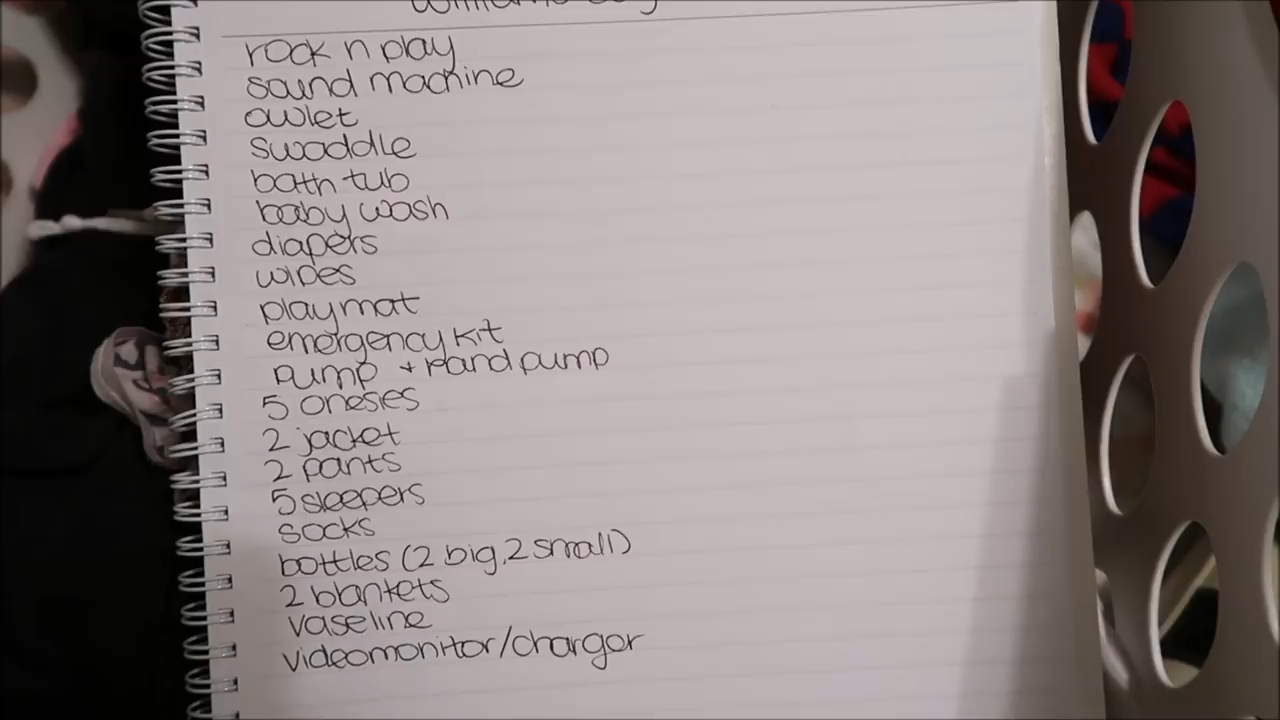 rock n play
sound machine
owlet
swaddle
bath tub
baby wash
diapers
wipes
playmat
emergency kit
pump + hand pump
5 onesies
2 jacket
2 pants
5 sleepers
socks
bottles (2 big, 2 small)
2 blankets
vaseline
videomonitor/charger